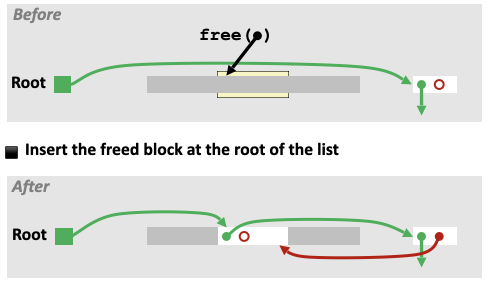 Before
free( )
Root
Insert the freed block at the root of the list
After
Root